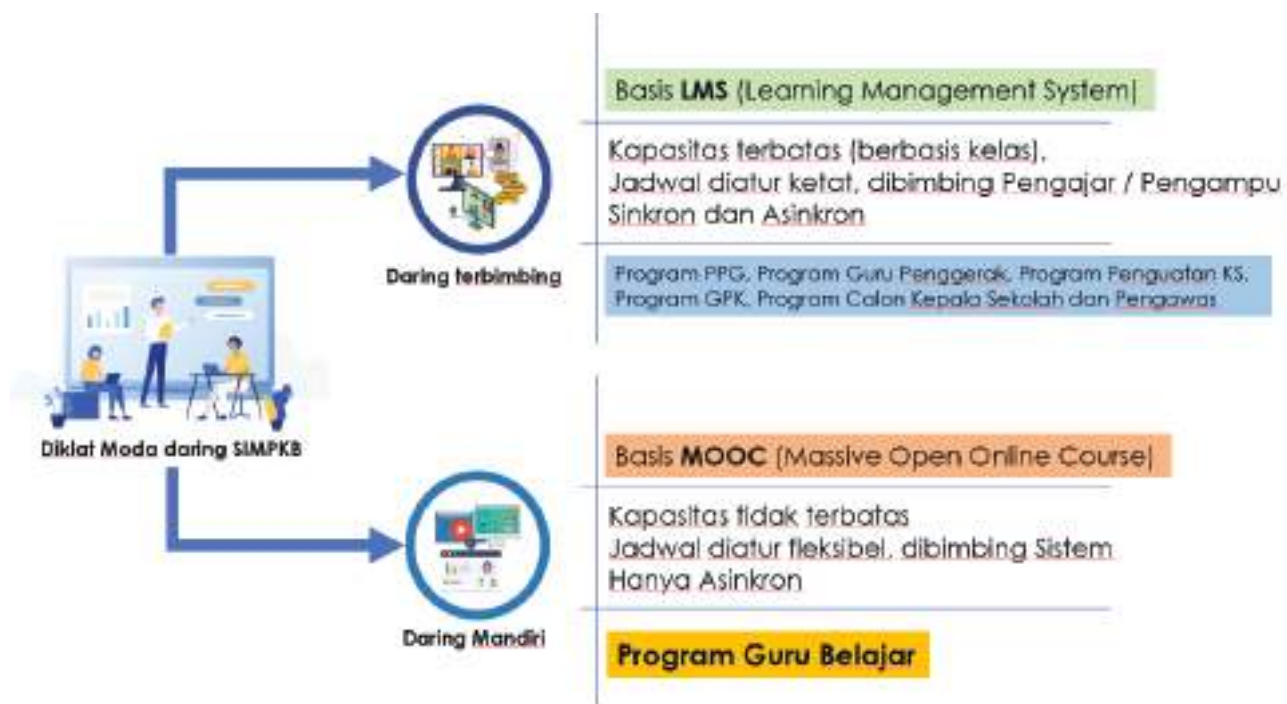 Basis LMS (Learning Management System)
Kapasitas terbatas (berbasis kelas),
Jadwal diatur ketat, dibimbing Pengajar / Pengampu
Sinkron dan Asinkron
Daring terbimbing
Program PPG, Program Guru Penggerak, Program Penguatan KS,
Program GPK, Program Calon Kepala Sekolah dan Pengawas
Diklat Moda daring SIMPKB
Basis MOOC (Massive Open Online Course)
Kapasitas tidak terbatas
Jadwal diatur fleksibel, dibimbing Sistem
Hanya Asinkron
Daring Mandiri
Program Guru Belajar